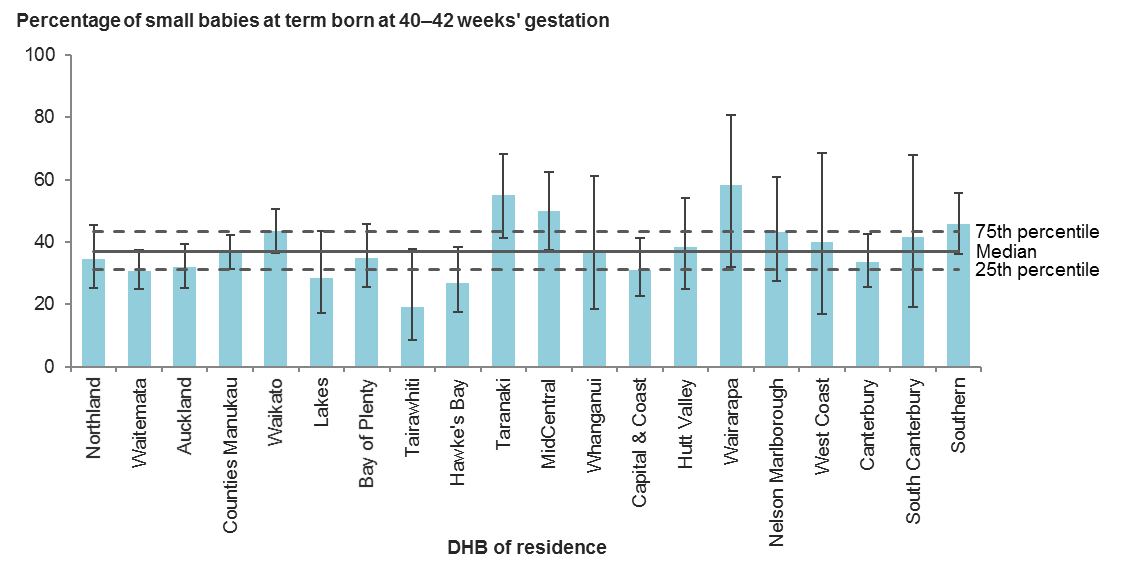 Percentage of small babies at term born at 40–42 weeks' gestation
100
80
60
40
20
0
75th percentile
Median
25th percentile
Northland
Waitemata
Auckland
Counties Manukau
Waikato
Lakes
Bay of Plenty
Tairawhiti
Hawke's Bay
Taranaki
MidCentral
Whanganui
Capital & Coast
Hutt Valley
Wairarapa
Nelson Marlborough
West Coast
Canterbury
South Canterbury
Southern
DHB of residence